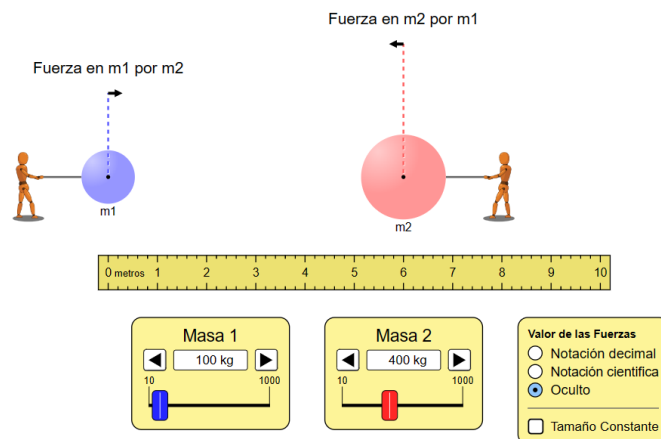 Fuerza en m2 por m1
Fuerza en m1 por m2
m1
m2
0 metros 1 2 3 4 5 6 7 8 9 10
Masa 1
100 kg
10 1000
Masa 2
400 kg
10 1000
Valor de las Fuerzas
Notación decimal
Notación cientifica
Oculto
Tamaño Constante